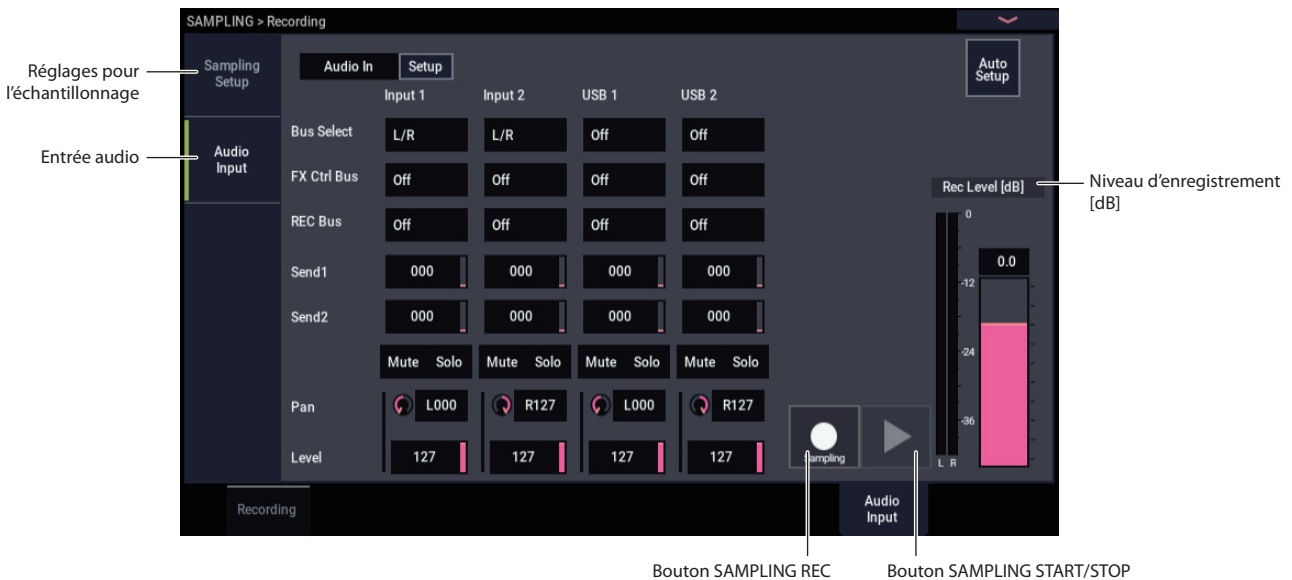 SAMPLING > Recording
Réglages pour
l'échantillonnage
Sampling
Setup
Audio In
Setup
Auto
Setup
Input 1
Input 2
USB 1
USB 2
Entrée audio
Audio
Input
Bus Select
L/R
L/R
Off
Off
FX Ctrl Bus
Off
Off
Off
Off
Rec Level [dB]
Niveau d'enregistrement
[dB]
REC Bus
Off
Off
Off
Off
0
Send1
000
000
000
000
0.0
-12
Send2
000
000
000
000
Mute Solo
Mute Solo
Mute Solo
Mute Solo
-24
Pan
L000
R127
L000
R127
-36
Level
127
127
127
127
Sampling
L R
Recording
Audio
Input
Bouton SAMPLING REC
Bouton SAMPLING START/STOP